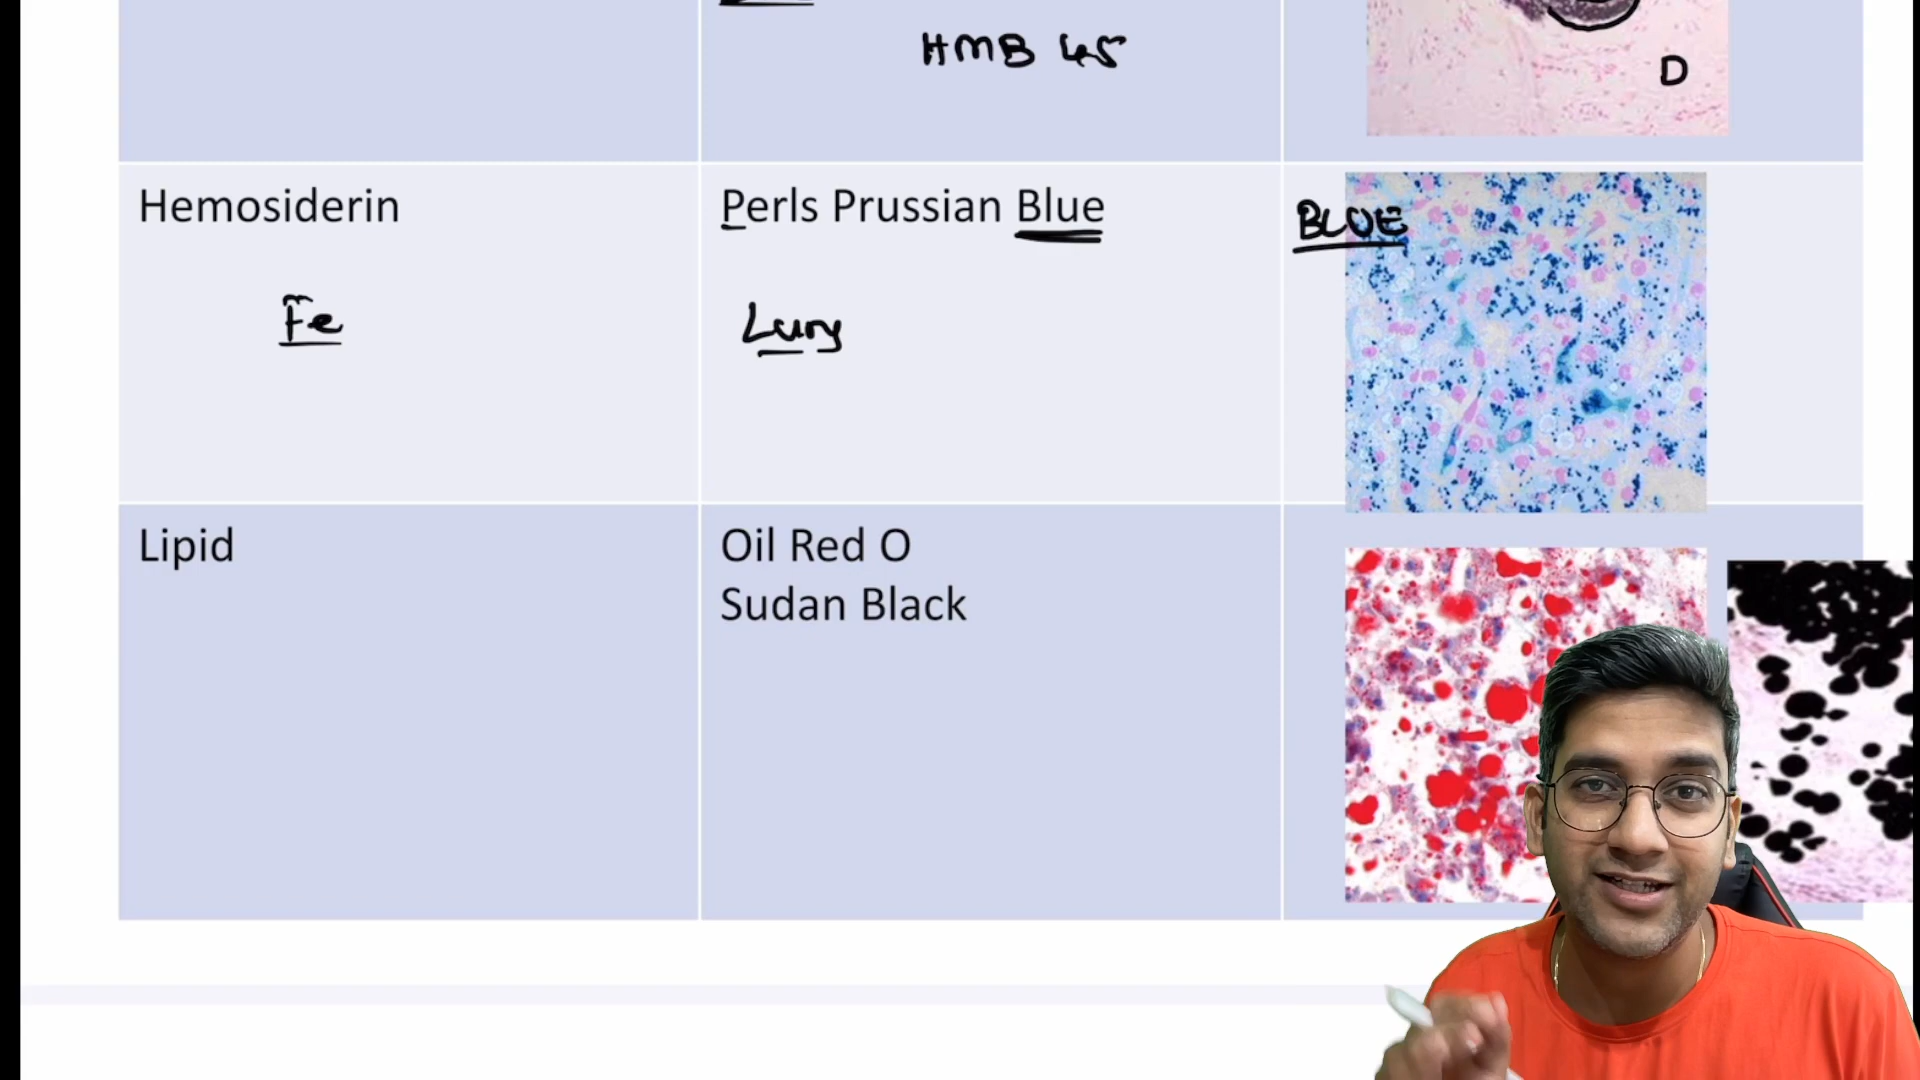 HMB 45
D
Hemosiderin
Perls Prussian Blue
BLUE
Fe
Lung
Lipid
Oil Red O
Sudan Black